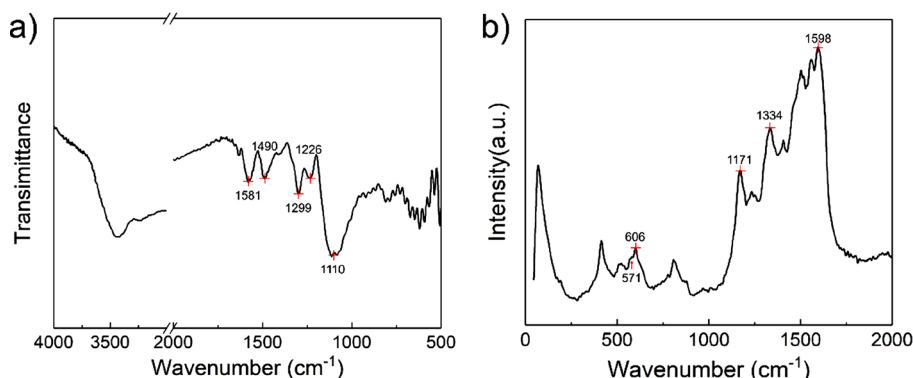 a)
Transimittance
1490
1226
1581
1299
1110
4000 3500 2000 1500 1000 500
Wavenumber (cm⁻¹)
b)
Intensity(a.u.)
1598
1334
1171
606
571
0 500 1000 1500 2000
Wavenumber (cm⁻¹)